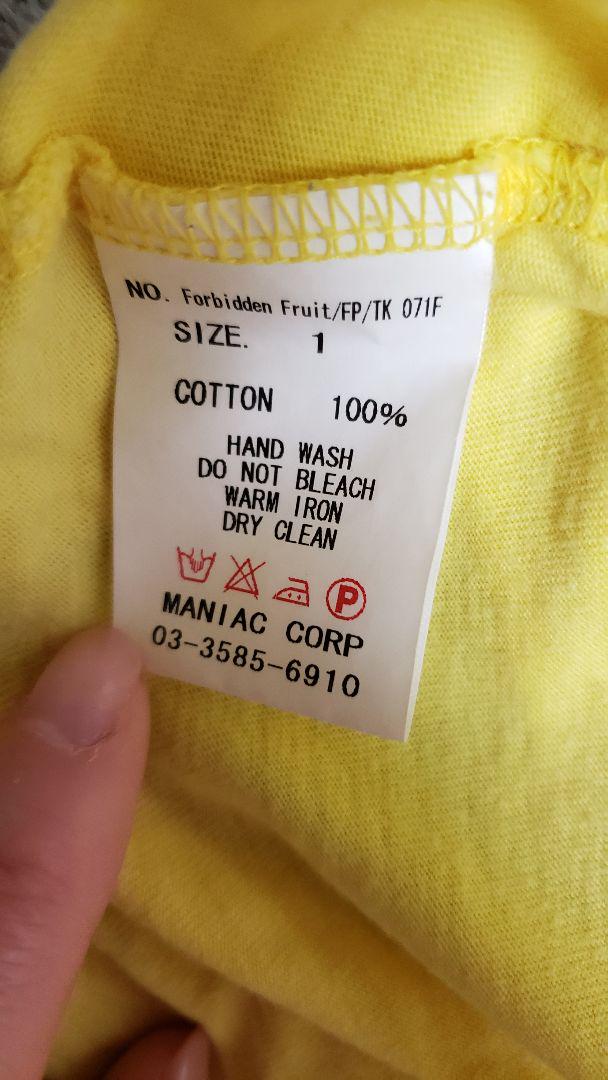 NO. Forbidden Fruit/FP/TK 071F
SIZE. 1
COTTON 100%
HAND WASH
DO NOT BLEACH
WARM IRON
DRY CLEAN
P
MANIAC CORP
03-3585-6910